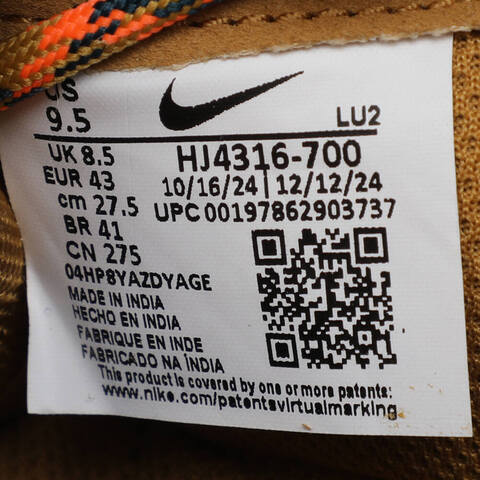 US
9.5
LU2
UK 8.5
EUR 43
cm 27.5
BR 41
CN 275
HJ4316-700
10/16/24 | 12/12/24
UPC 00197862903737
04HP8YAZDYAGE
MADE IN INDIA
HECHO EN INDIA
FABRIQUE EN INDE
FABRICADO NA ÍNDIA
This product is covered by one or more patents:
www.nike.com/patentsvirtualmarking